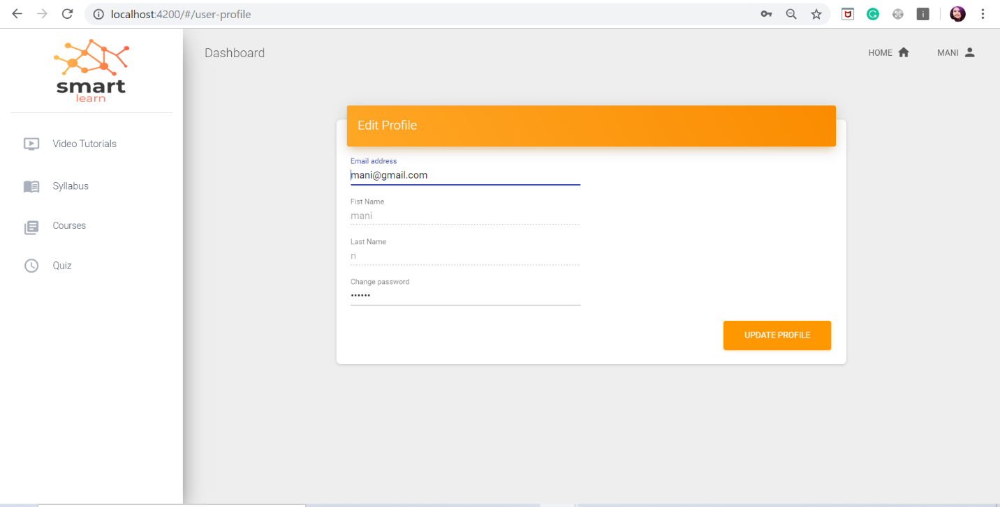 localhost:4200/#/user-profile
smart
learn
Dashboard
HOME
MANI
Video Tutorials
Syllabus
Courses
Quiz
Edit Profile
Email address
mani@gmail.com
Fist Name
mani
Last Name
n
Change password
••••••
UPDATE PROFILE